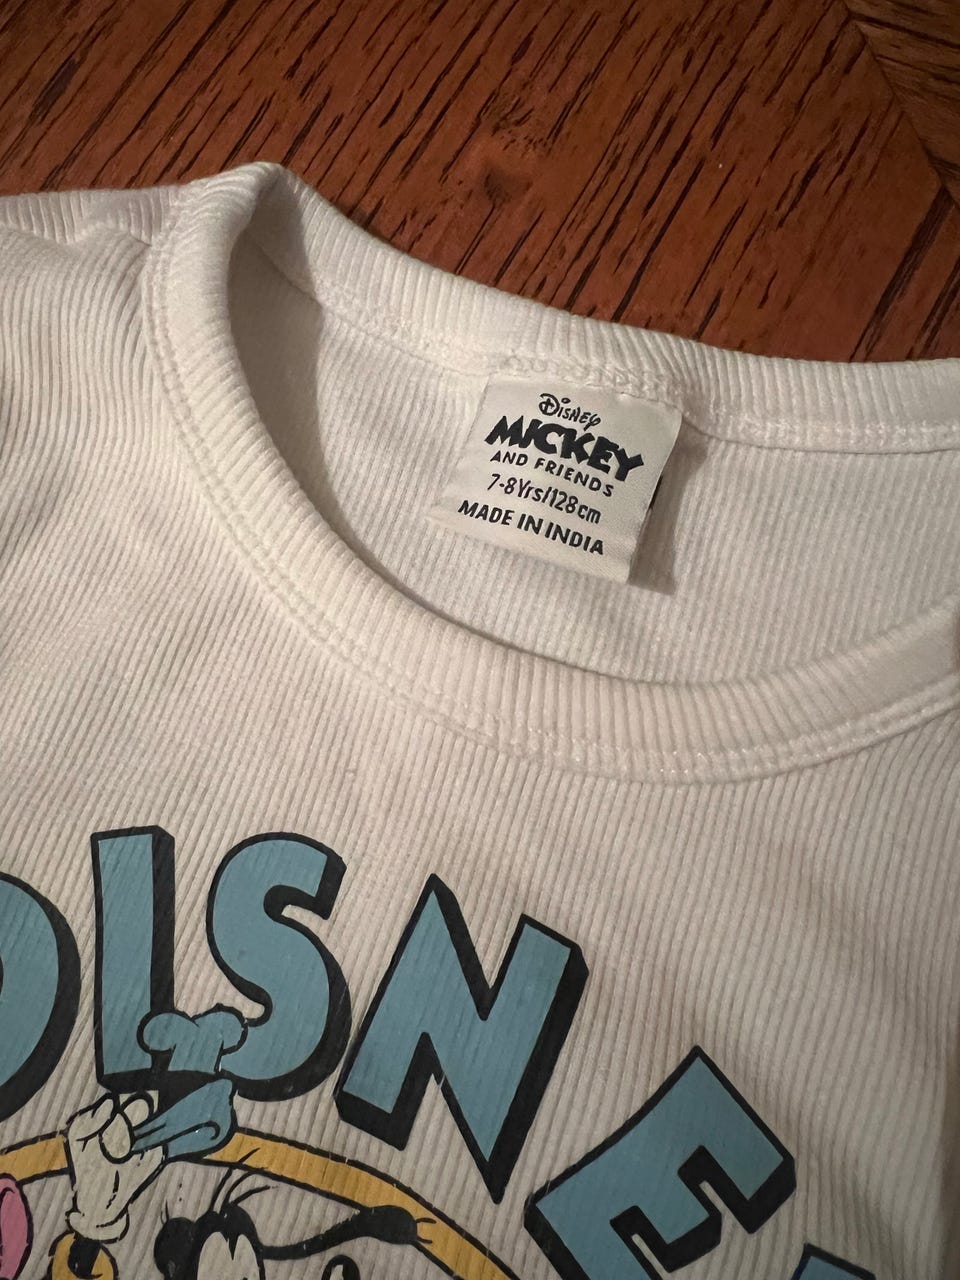 Disney
MICKEY
AND FRIENDS
7-8Yrs/128cm
MADE IN INDIA
DISNE